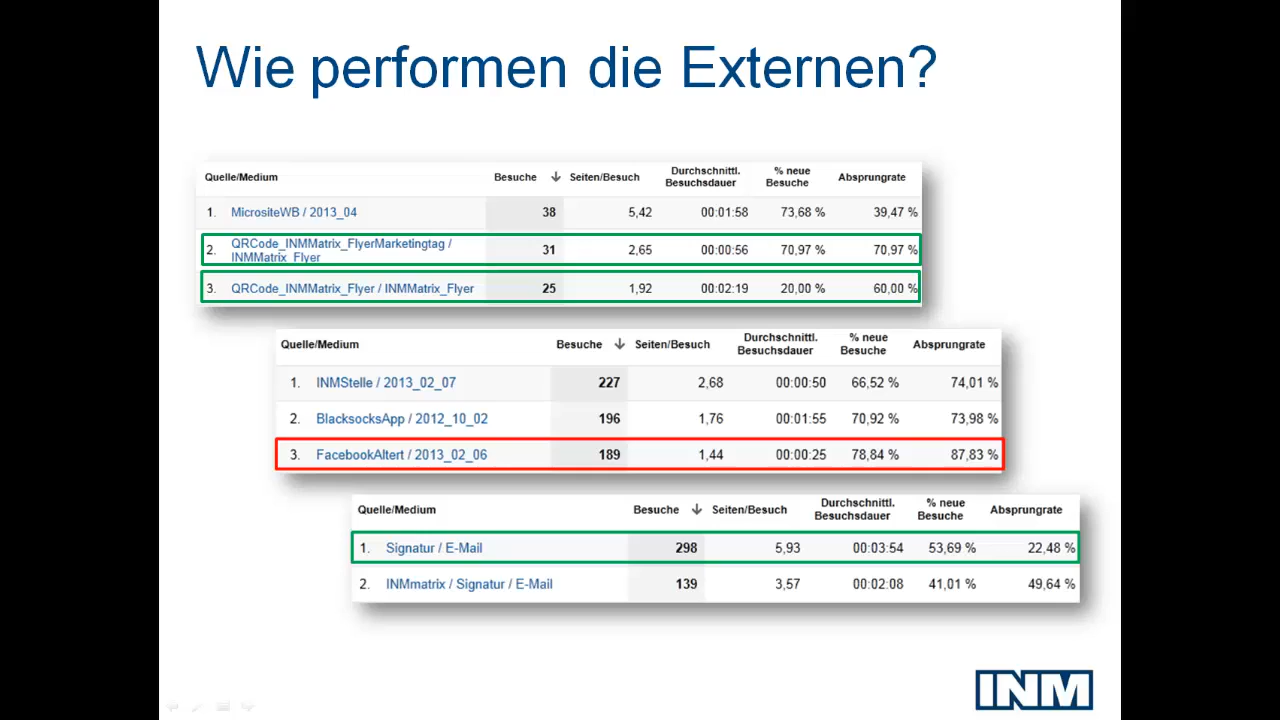 Wie performen die Externen?
Quelle/Medium Besuche ↓ Seiten/Besuch Durchschnittl. Besuchsdauer % neue Besuche Absprungrate
1. MicrositeWB / 2013_04 38 5,42 00:01:58 73,68 % 39,47 %
2. QRCode_INMMatrix_FlyerMarketingtag / INMMatrix_Flyer 31 2,65 00:00:56 70,97 % 70,97 %
3. QRCode_INMMatrix_Flyer / INMMatrix_Flyer 25 1,92 00:02:19 20,00 % 60,00 %
Quelle/Medium Besuche ↓ Seiten/Besuch Durchschnittl. Besuchsdauer % neue Besuche Absprungrate
1. INMStelle / 2013_02_07 227 2,68 00:00:50 66,52 % 74,01 %
2. BlacksocksApp / 2012_10_02 196 1,76 00:01:55 70,92 % 73,98 %
3. FacebookAltert / 2013_02_06 189 1,44 00:00:25 78,84 % 87,83 %
Quelle/Medium Besuche ↓ Seiten/Besuch Durchschnittl. Besuchsdauer % neue Besuche Absprungrate
1. Signatur / E-Mail 298 5,93 00:03:54 53,69 % 22,48 %
2. INMmatrix / Signatur / E-Mail 139 3,57 00:02:08 41,01 % 49,64 %
INM